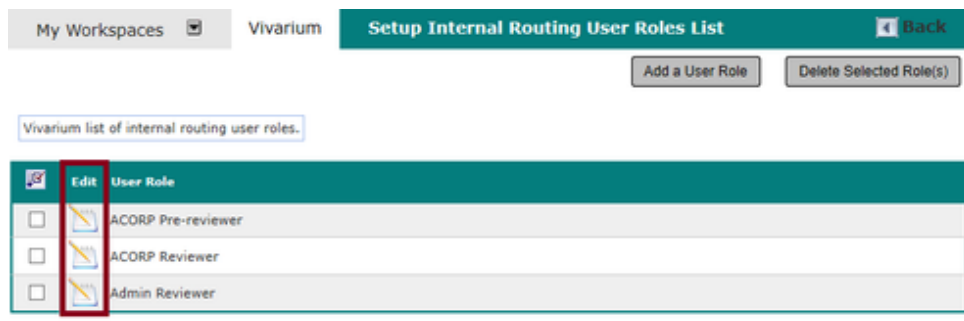 My Workspaces Vivarium Setup Internal Routing User Roles List Back
Add a User Role Delete Selected Role(s)
Vivarium list of internal routing user roles.
Edit User Role
ACORP Pre-reviewer
ACORP Reviewer
Admin Reviewer